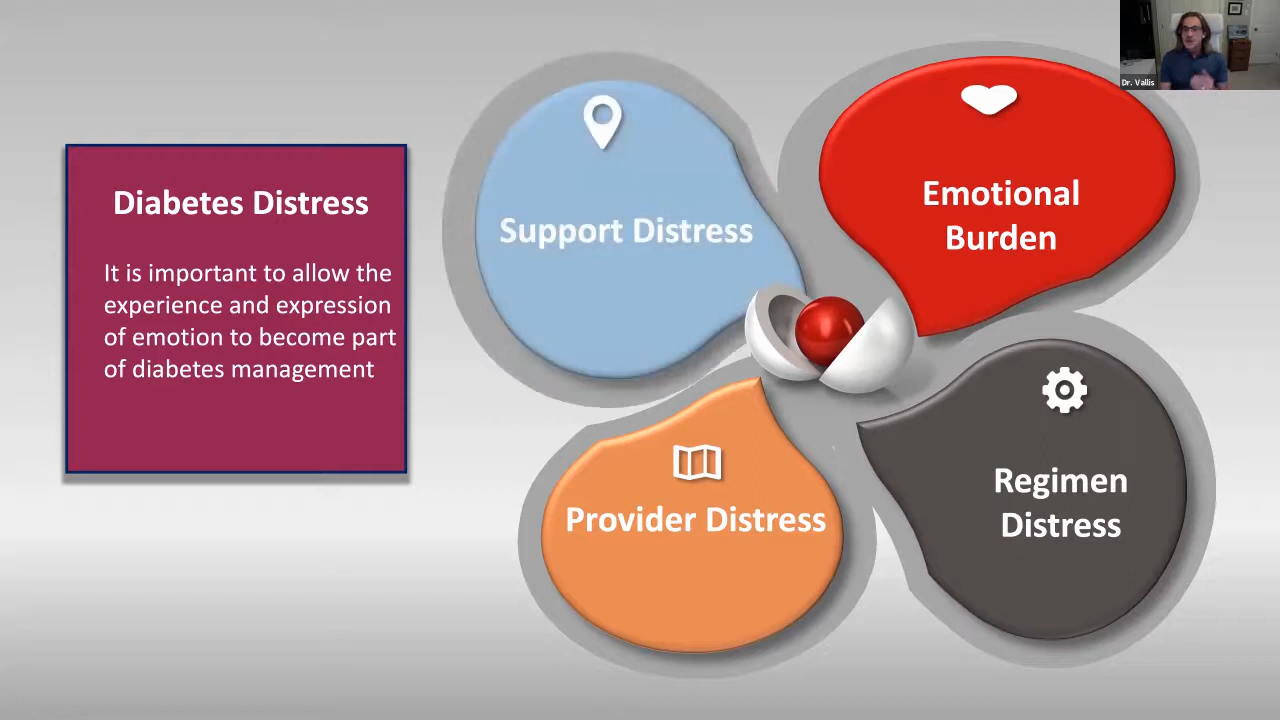 Diabetes Distress
It is important to allow the
experience and expression
of emotion to become part
of diabetes management
Support Distress
Emotional
Burden
Provider Distress
Regimen
Distress
Dr. Vallis